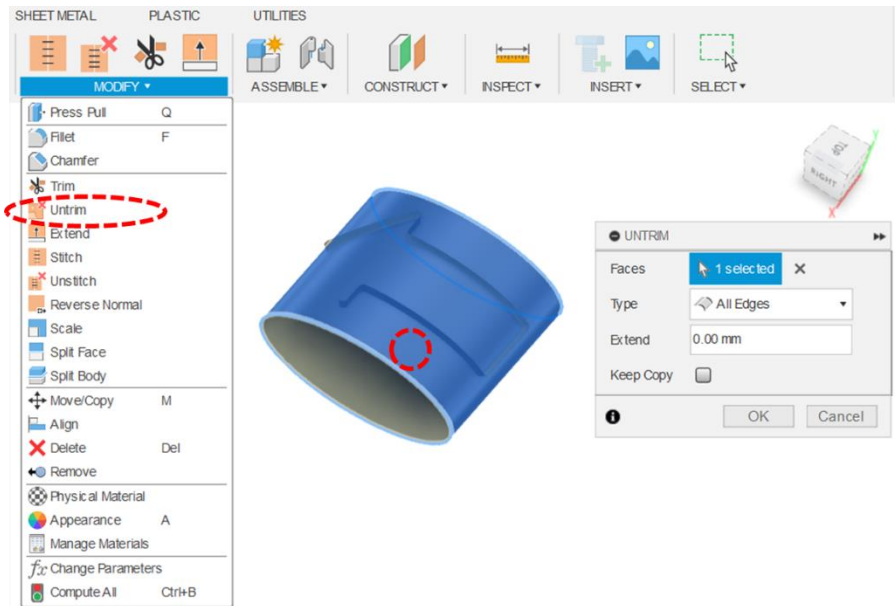 SHEET METAL PLASTIC UTILITIES
MODIFY ASSEMBLE CONSTRUCT INSPECT INSERT SELECT
Press Pull Q
Fillet F
Chamfer
Trim
Untrim
Extend
Stitch
Unstitch
Reverse Normal
Scale
Split Face
Split Body
Move/Copy M
Align
Delete Del
Remove
Physical Material
Appearance A
Manage Materials
fx Change Parameters
Compute All Ctrl+B
TOP
RIGHT
Y
X
UNTRIM
Faces 1 selected
Type All Edges
Extend 0.00 mm
Keep Copy
OK Cancel